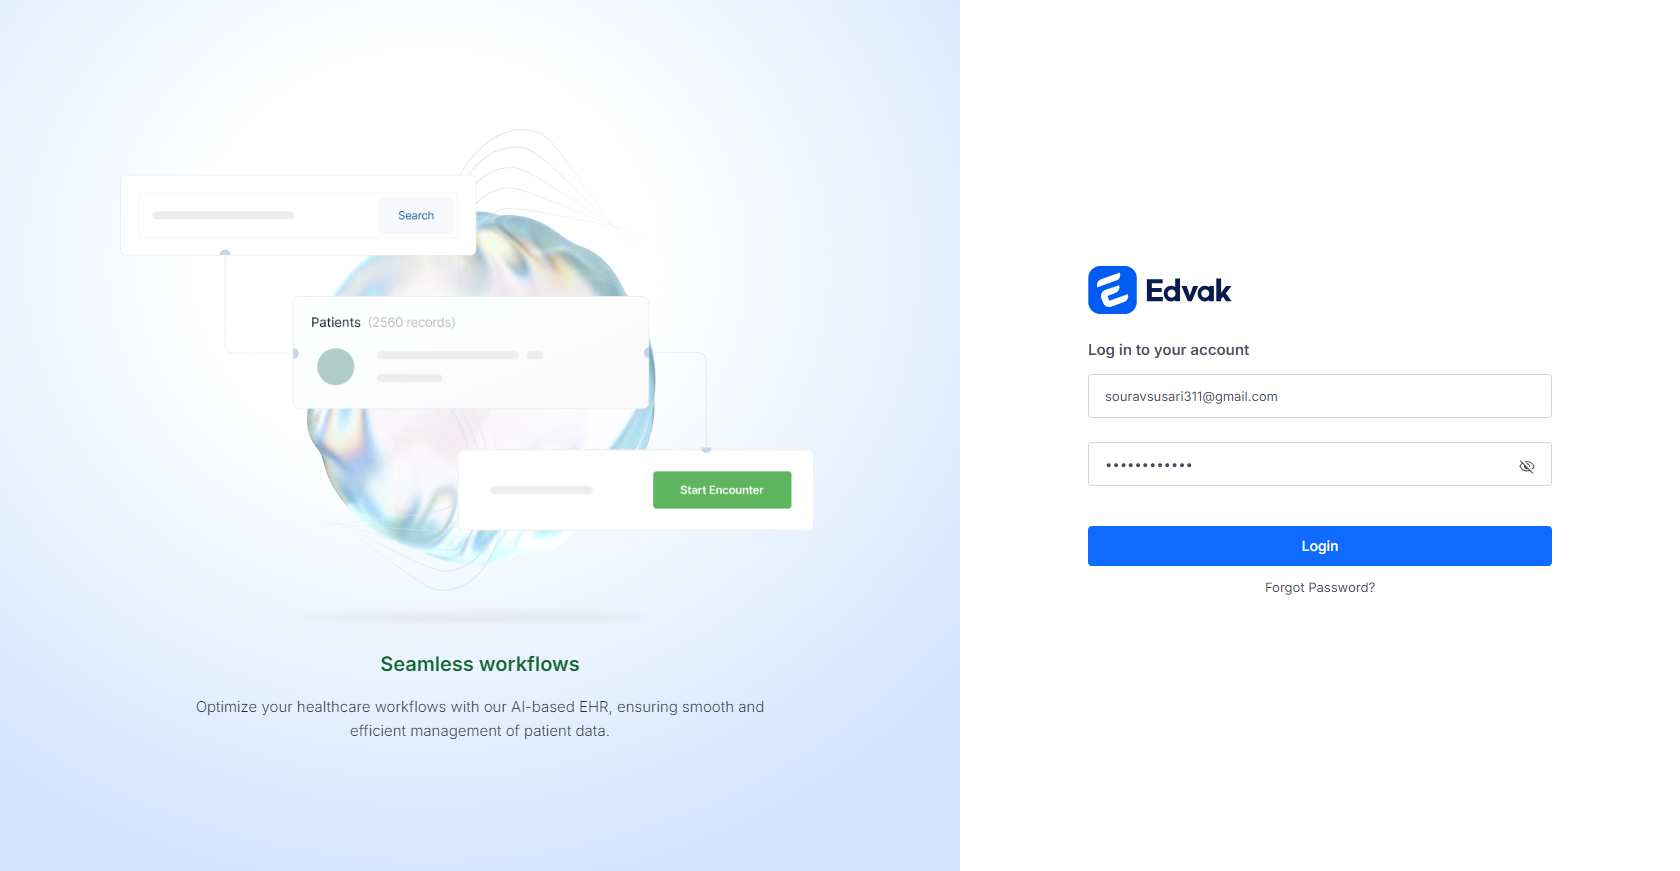 Search
Patients (2560 records)
Start Encounter
Seamless workflows
Optimize your healthcare workflows with our AI-based EHR, ensuring smooth and
efficient management of patient data.
Edvak
Log in to your account
souravsusari311@gmail.com
••••••••••••
Login
Forgot Password?